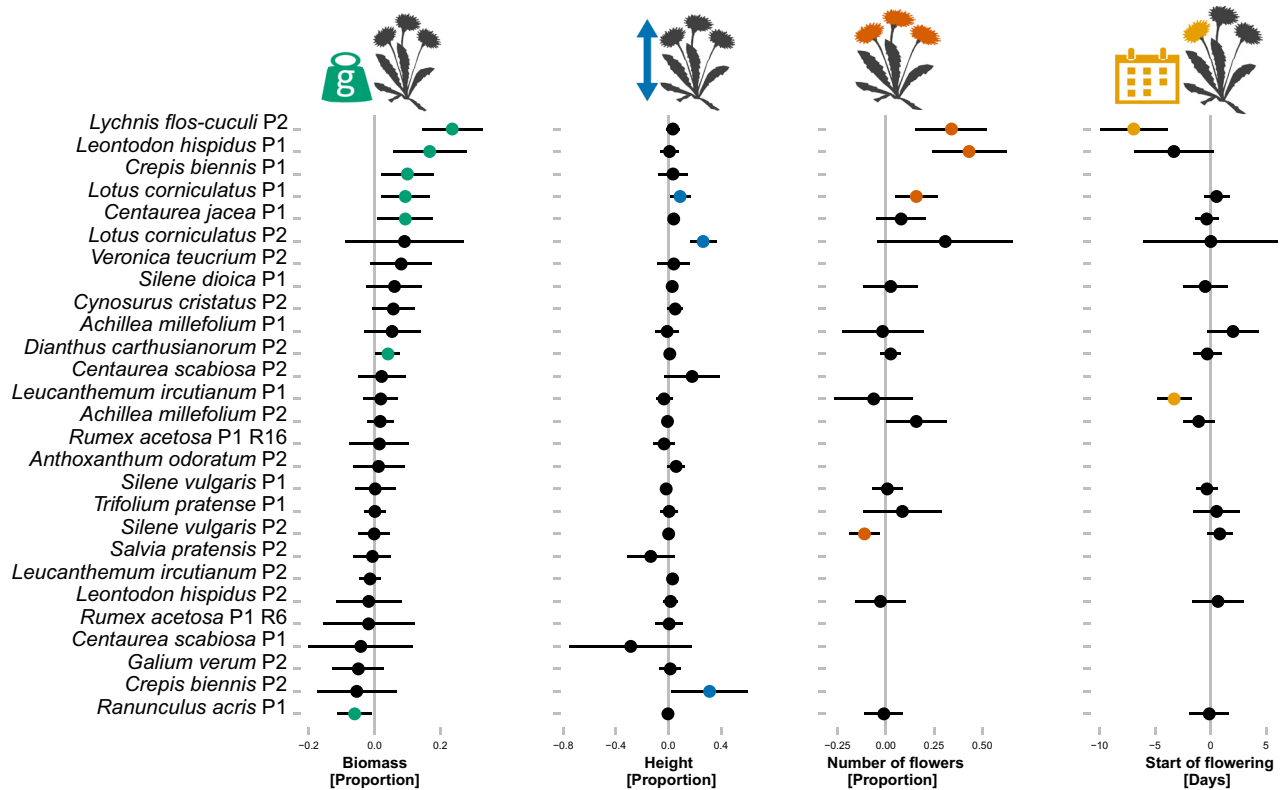 g
Lychnis flos-cuculi P2
Leontodon hispidus P1
Crepis biennis P1
Lotus corniculatus P1
Centaurea jacea P1
Lotus corniculatus P2
Veronica teucrium P2
Silene dioica P1
Cynosurus cristatus P2
Achillea millefolium P1
Dianthus carthusianorum P2
Centaurea scabiosa P2
Leucanthemum ircutianum P1
Achillea millefolium P2
Rumex acetosa P1 R16
Anthoxanthum odoratum P2
Silene vulgaris P1
Trifolium pratense P1
Silene vulgaris P2
Salvia pratensis P2
Leucanthemum ircutianum P2
Leontodon hispidus P2
Rumex acetosa P1 R6
Centaurea scabiosa P1
Galium verum P2
Crepis biennis P2
Ranunculus acris P1
−0.2 0.0 0.2
Biomass
[Proportion]
−0.8 −0.4 0.0 0.4
Height
[Proportion]
−0.25 0.00 0.25 0.50
Number of flowers
[Proportion]
−10 −5 0 5
Start of flowering
[Days]